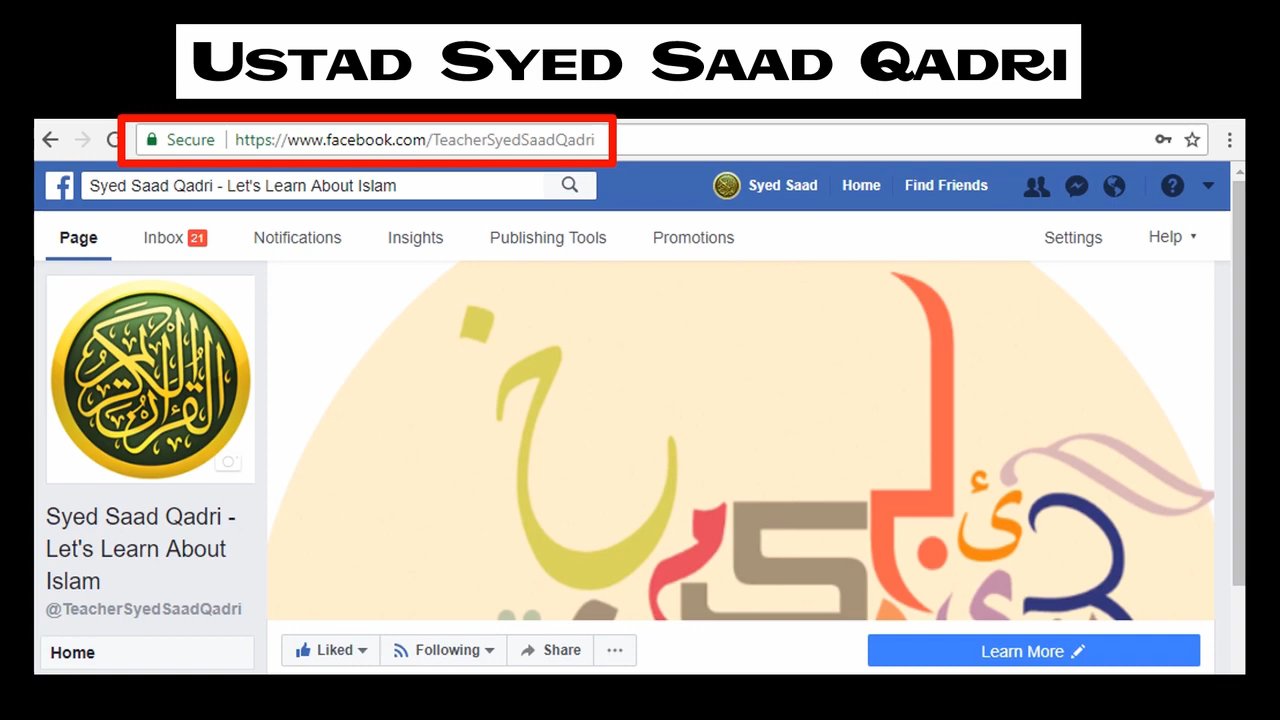 Ustad Syed Saad Qadri
Secure https://www.facebook.com/TeacherSyedSaadQadri
f Syed Saad Qadri - Let's Learn About Islam Syed Saad Home Find Friends ?
Page Inbox 21 Notifications Insights Publishing Tools Promotions Settings Help
القرآن الكريم
Syed Saad Qadri -
Let's Learn About
Islam
@TeacherSyedSaadQadri
Home
Liked Following Share ... Learn More